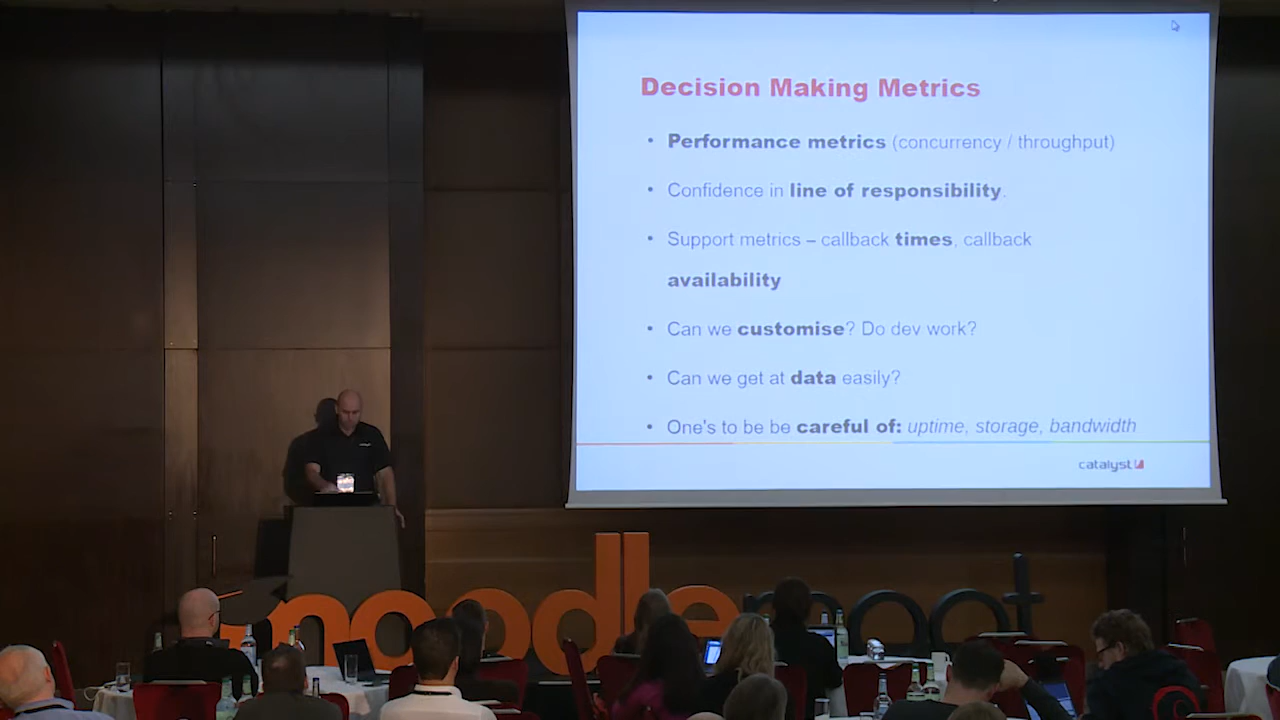 Decision Making Metrics
• Performance metrics (concurrency / throughput)
• Confidence in line of responsibility.
• Support metrics – callback times, callback
availability
• Can we customise? Do dev work?
• Can we get at data easily?
• One's to be be careful of: uptime, storage, bandwidth
catalyst
moodlemoot